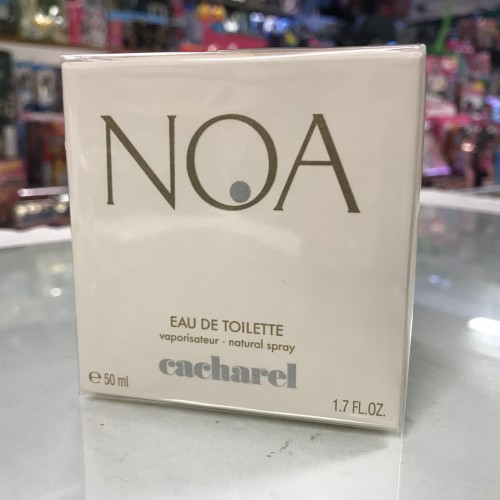 NOA
EAU DE TOILETTE
vaporisateur - natural spray
cacharel
e 50 ml
1.7 FL.OZ.